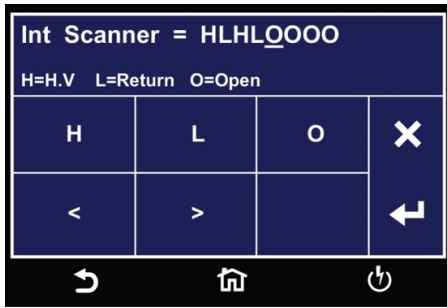 Int Scanner = HLHLOOOO
H=H.V L=Return O=Open
H L O
< >